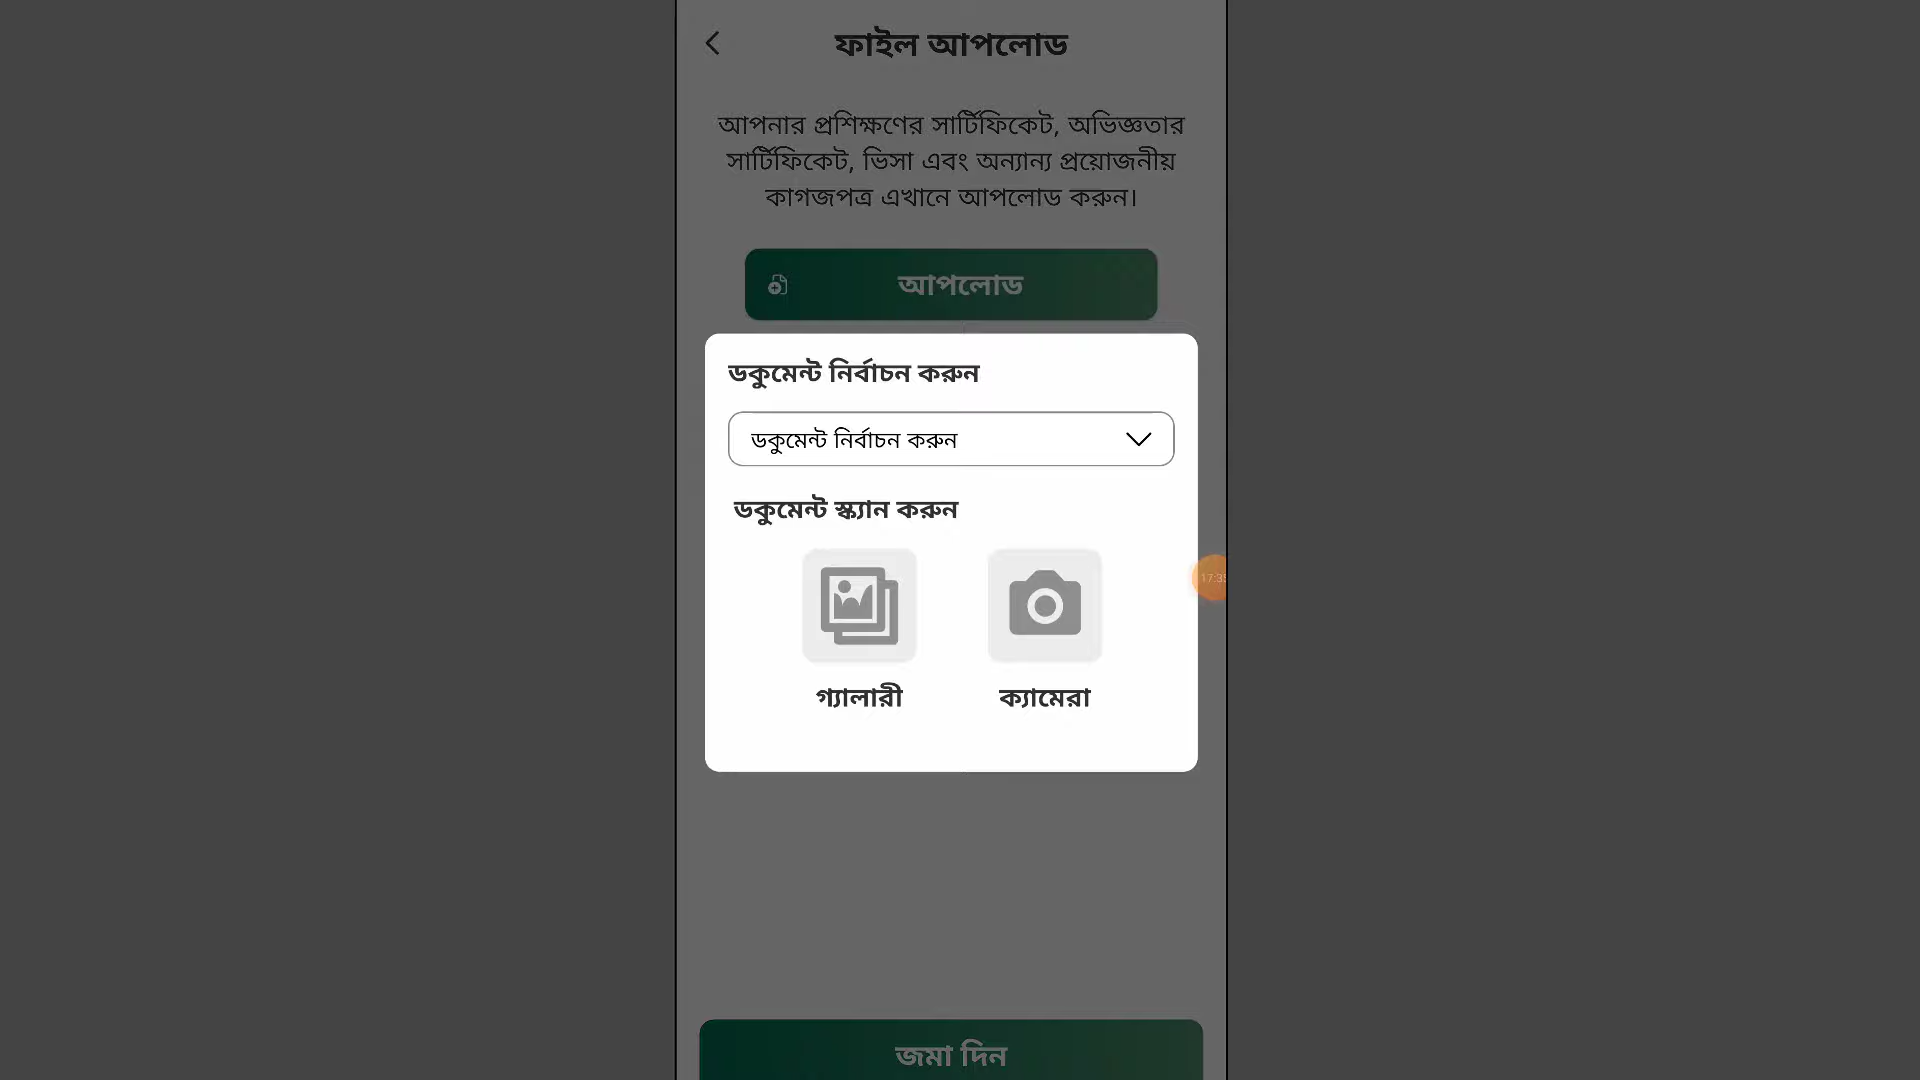 ফাইল আপলোড
আপনার প্রশিক্ষণের সার্টিফিকেট, অভিজ্ঞতার
সার্টিফিকেট, ভিসা এবং অন্যান্য প্রয়োজনীয়
কাগজপত্র এখানে আপলোড করুন।
আপলোড
ডকুমেন্ট নির্বাচন করুন
ডকুমেন্ট নির্বাচন করুন
ডকুমেন্ট স্ক্যান করুন
গ্যালারী
ক্যামেরা
জমা দিন